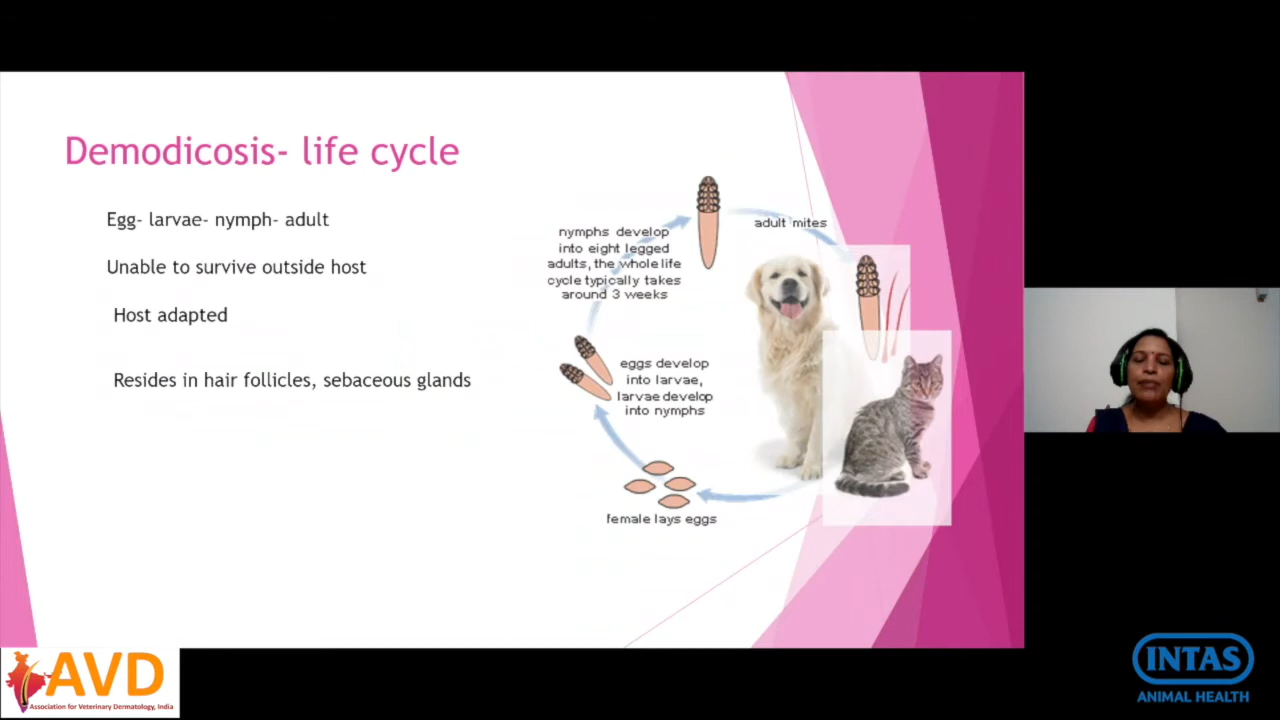 Demodicosis- life cycle
Egg- larvae- nymph- adult
Unable to survive outside host
Host adapted
Resides in hair follicles, sebaceous glands
adult mites
nymphs develop
into eight legged
adults, the whole life
cycle typically takes
around 3 weeks
eggs develop
into larvae,
larvae develop
into nymphs
female lays eggs
AVD
Association for Veterinary Dermatology, India
INTAS
ANIMAL HEALTH